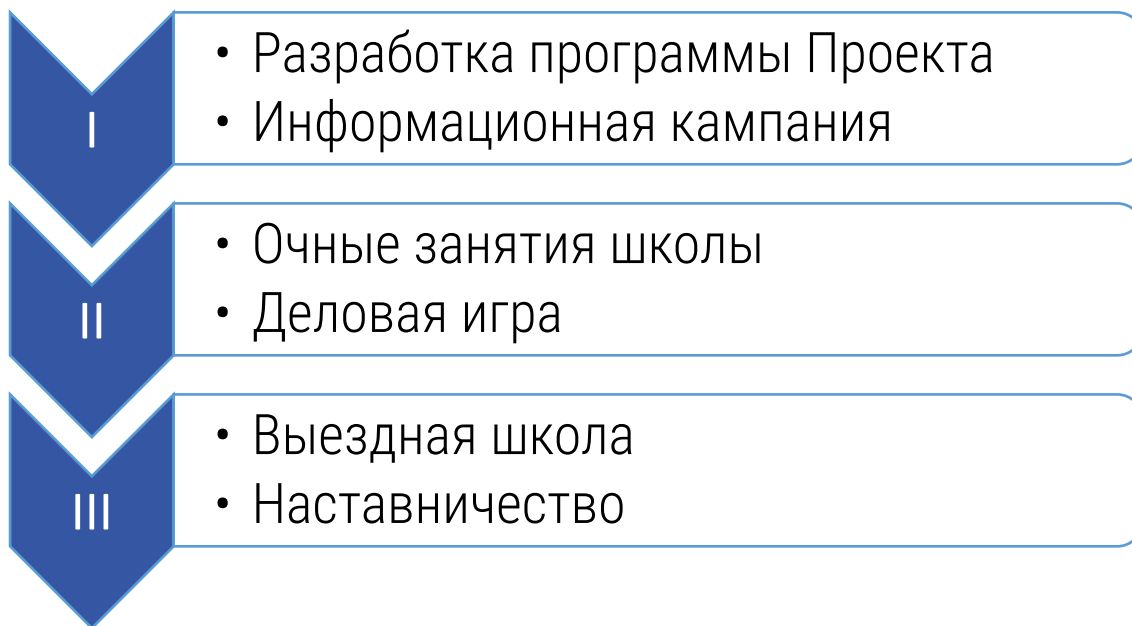 I
• Разработка программы Проекта
• Информационная кампания
II
• Очные занятия школы
• Деловая игра
III
• Выездная школа
• Наставничество